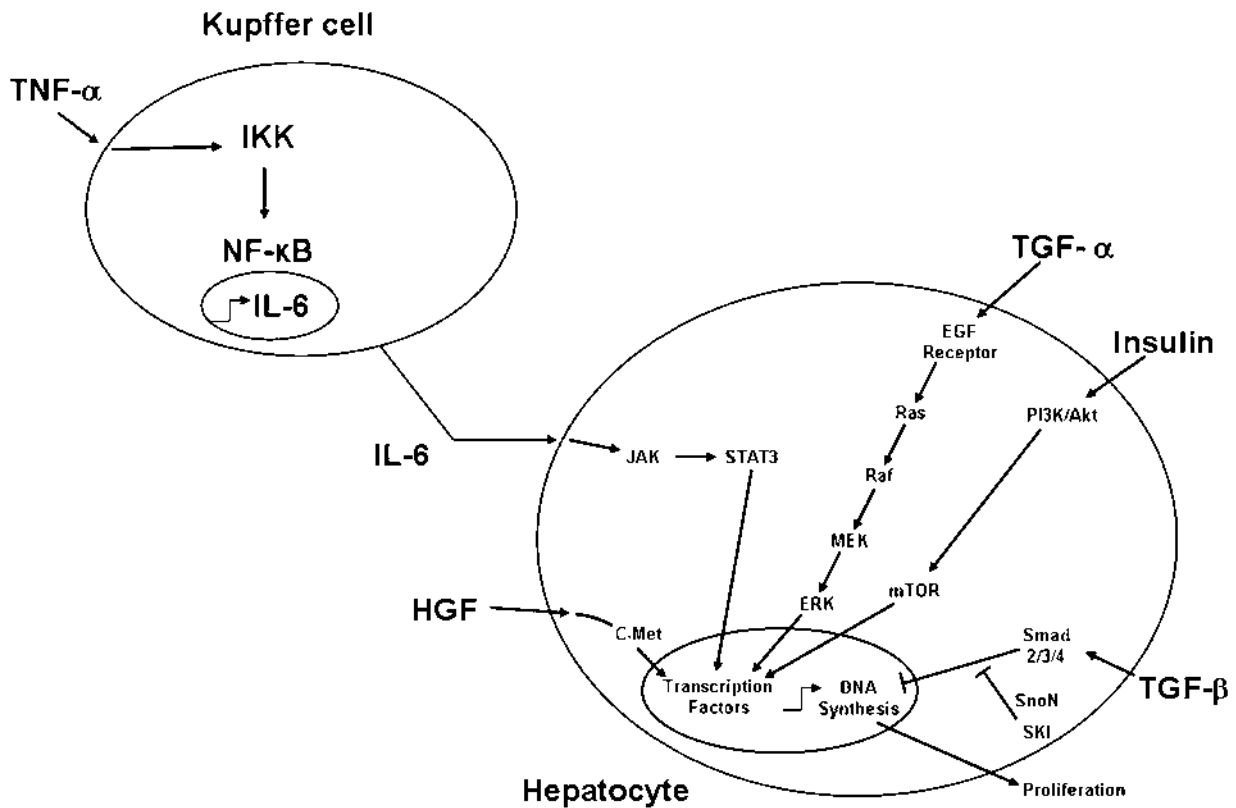 Kupffer cell
TNF-α
IKK
NF-κB
IL-6
IL-6
TGF- α
EGF
Receptor
Insulin
Ras
PI3K/Akt
JAK
STAT3
Raf
MEK
ERK
mTOR
HGF
C-Met
Smad
2/3/4
TGF-β
Transcription
Factors
DNA
Synthesis
SnoN
SKI
Proliferation
Hepatocyte